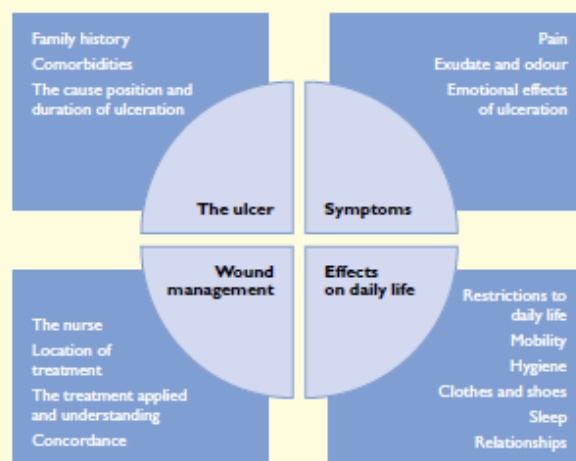 Family history
Comorbidities
The cause position and
duration of ulceration
The ulcer
Pain
Exudate and odour
Emotional effects
of ulceration
Symptoms
Wound
management
The nurse
Location of
treatment
The treatment applied
and understanding
Concordance
Effects
on daily life
Restrictions to
daily life
Mobility
Hygiene
Clothes and shoes
Sleep
Relationships